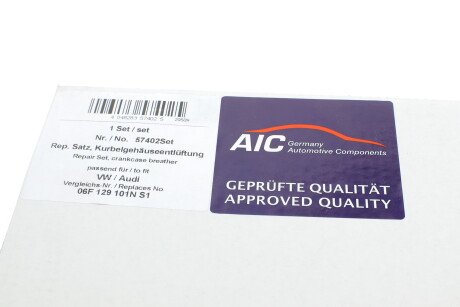 1 Set / set
Nr. / No. 57402Set
Rep. Satz, Kurbelgehäuseentlüftung
Repair Set, crankcase breather
passend für / to fit
VW / Audi
Vergleichs-Nr. / Replaces No.
06F 129 101N S1
AIC Germany
Automotive Components
GEPRÜFTE QUALITÄT
APPROVED QUALITY